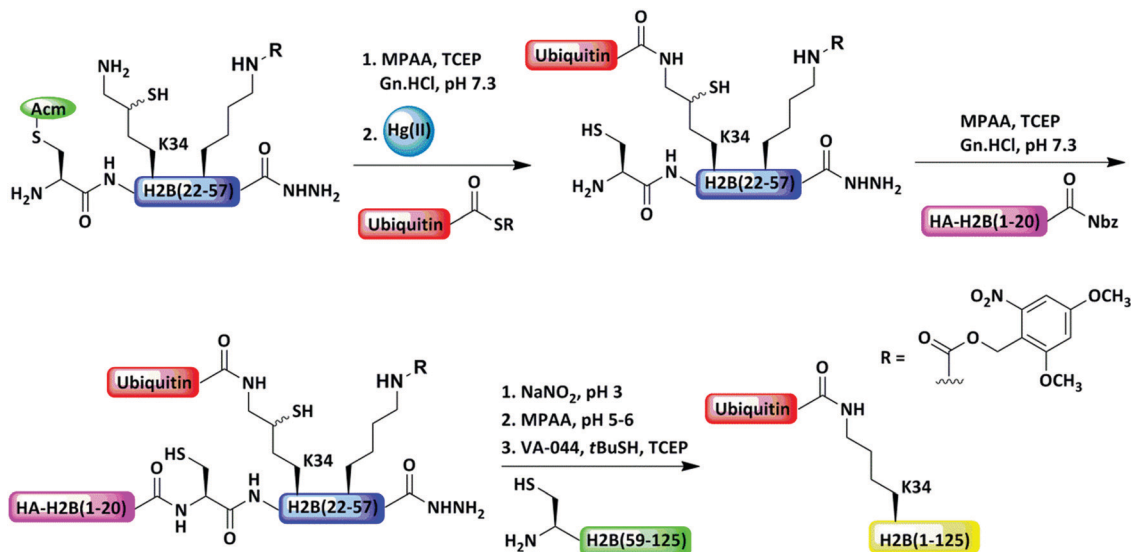 Acm
S
H₂N
O
NH₂
SH
K34
H
N
H2B(22-57)
HN
R
O
NHNH₂
1. MPAA, TCEP
Gn.HCl, pH 7.3
2. Hg(II)
Ubiquitin
O
SR
Ubiquitin
O
NH
SH
K34
HN
R
HS
H₂N
O
H
N
H2B(22-57)
O
NHNH₂
MPAA, TCEP
Gn.HCl, pH 7.3
HA-H2B(1-20)
O
Nbz
Ubiquitin
O
NH
SH
K34
HN
R
HS
HA-H2B(1-20)
O
N
H
O
H
N
H2B(22-57)
O
NHNH₂
1. NaNO₂, pH 3
2. MPAA, pH 5-6
3. VA-044, tBuSH, TCEP
HS
H₂N
H2B(59-125)
R =
O
O
O₂N
OCH₃
OCH₃
Ubiquitin
O
NH
K34
H2B(1-125)